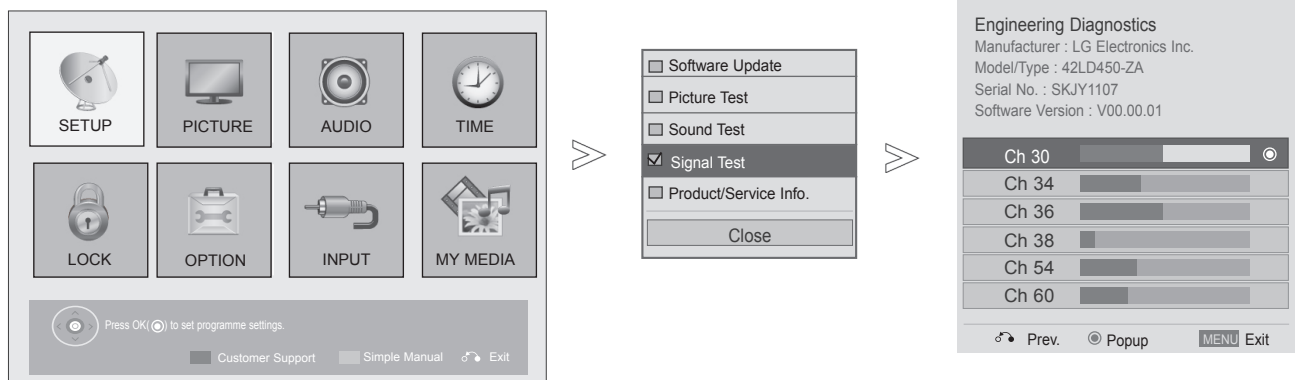 SETUP
PICTURE
AUDIO
TIME
LOCK
OPTION
INPUT
MY MEDIA
Press OK( ) to set programme settings.
Customer Support
Simple Manual
Exit
Software Update
Picture Test
Sound Test
Signal Test
Product/Service Info.
Close
Engineering Diagnostics
Manufacturer : LG Electronics Inc.
Model/Type : 42LD450-ZA
Serial No. : SKJY1107
Software Version : V00.00.01
Ch 30
Ch 34
Ch 36
Ch 38
Ch 54
Ch 60
Prev.
Popup
MENU Exit